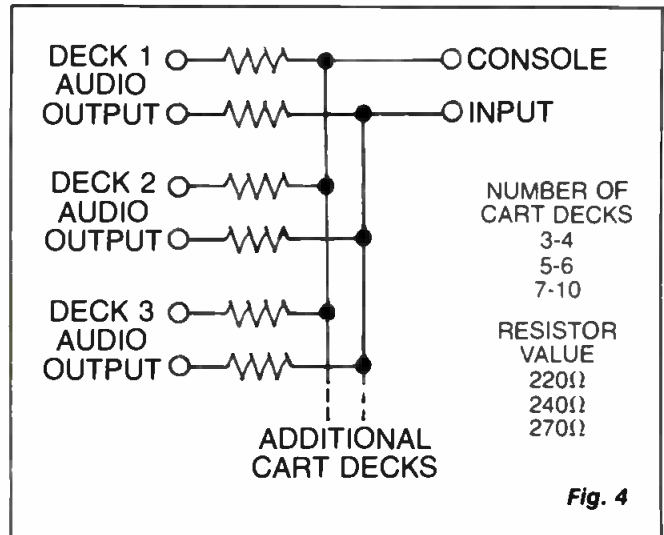 DECK 1
AUDIO
OUTPUT
CONSOLE
INPUT
DECK 2
AUDIO
OUTPUT
DECK 3
AUDIO
OUTPUT
NUMBER OF
CART DECKS
3-4
5-6
7-10
RESISTOR
VALUE
220Ω
240Ω
270Ω
ADDITIONAL
CART DECKS
Fig. 4